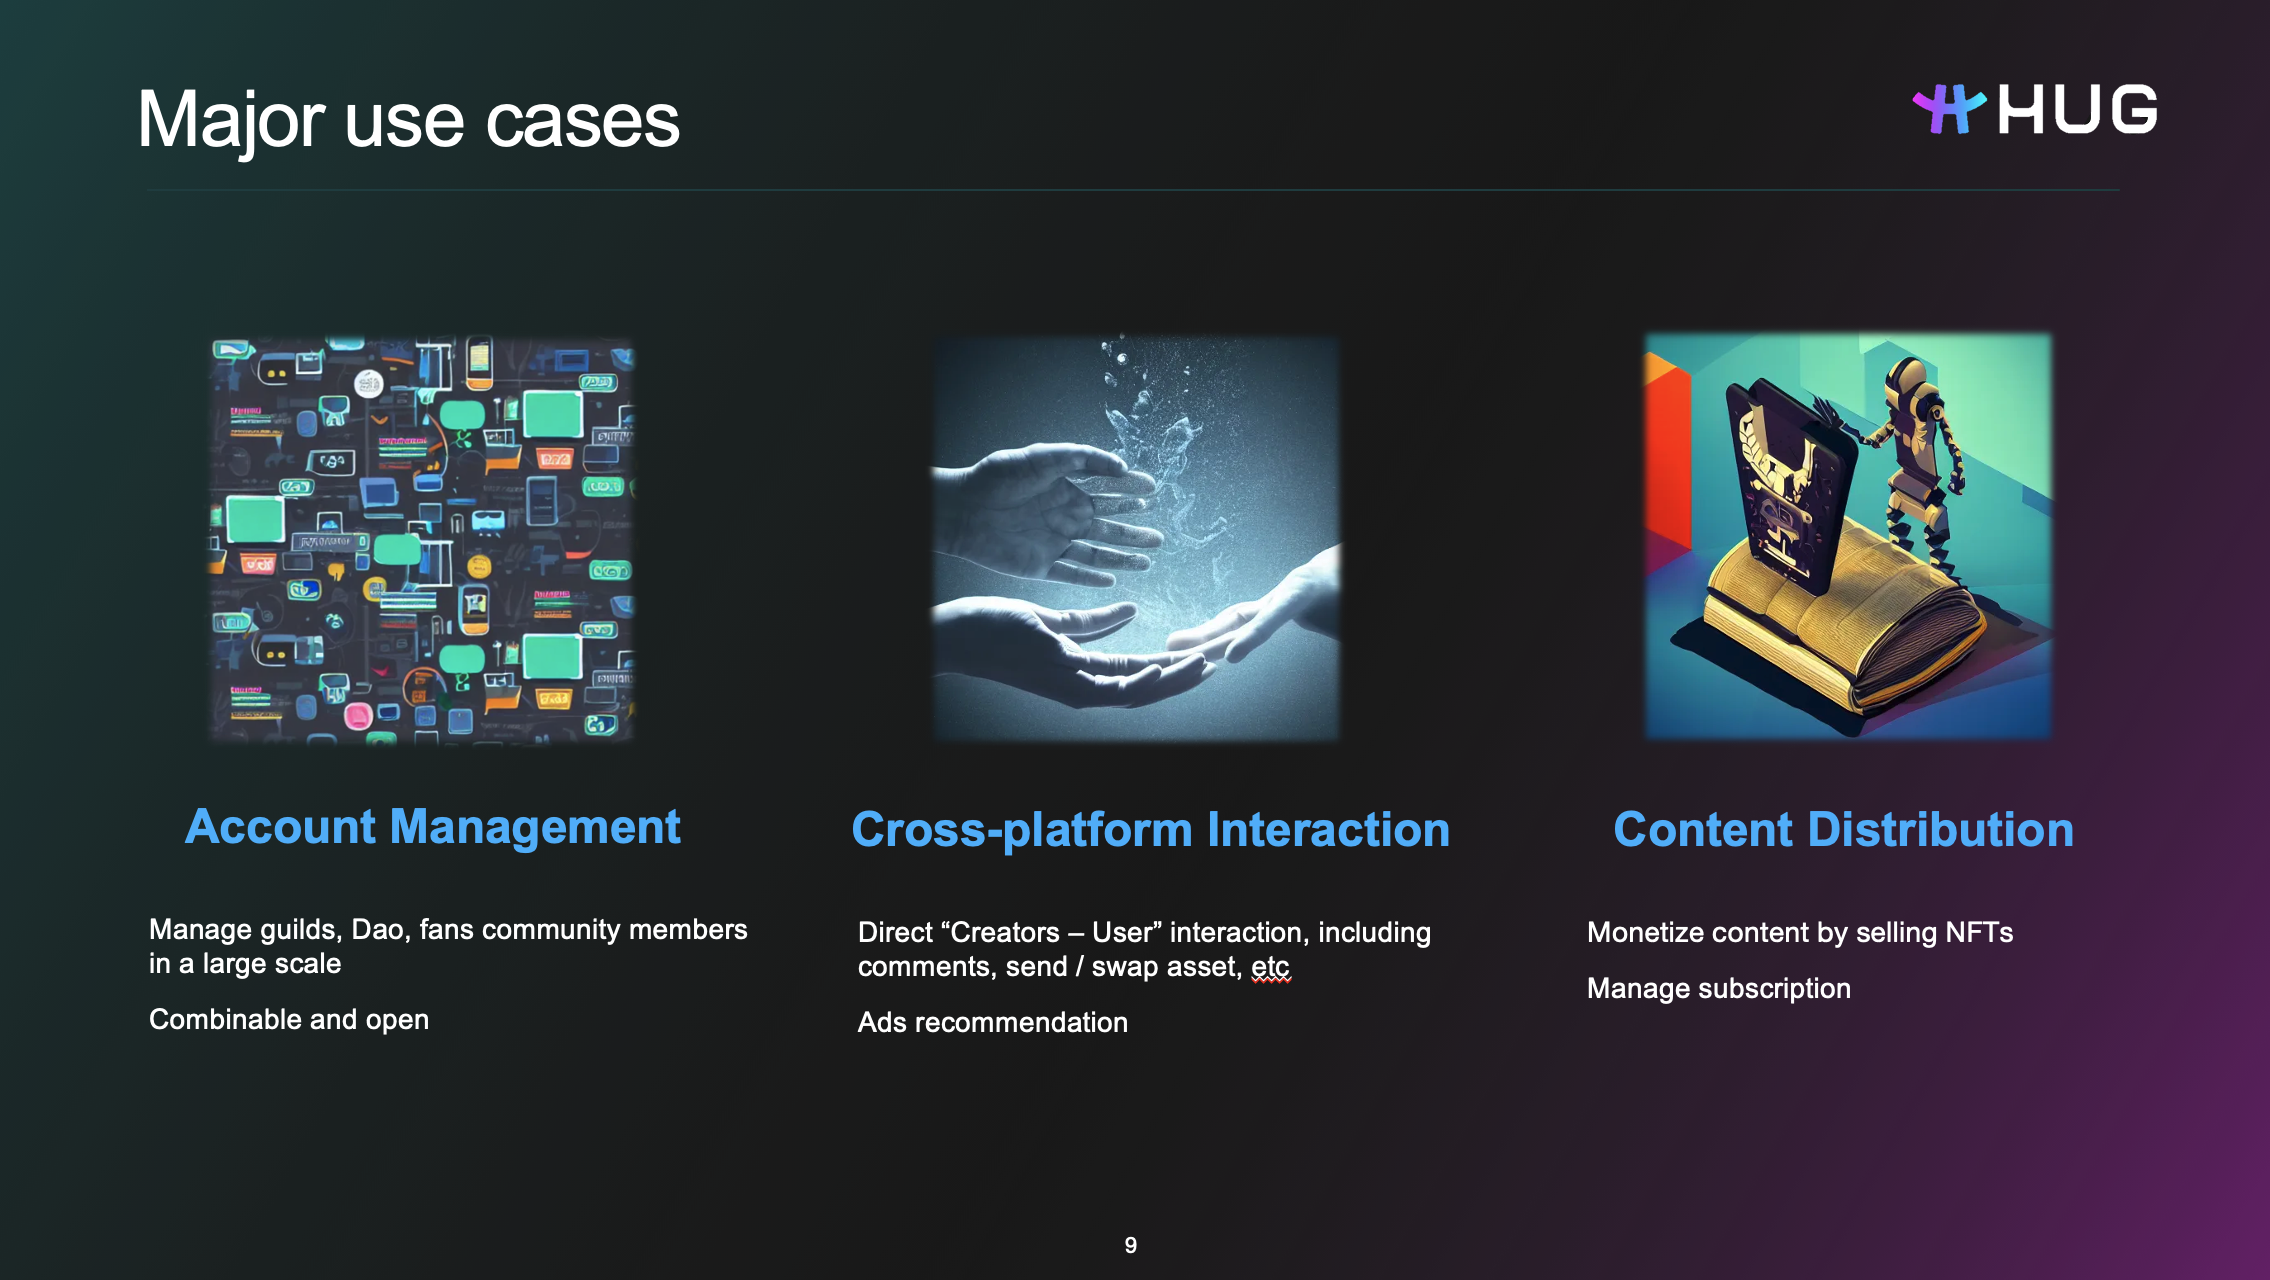 Major use cases
HUG
Account Management
Manage guilds, Dao, fans community members
in a large scale
Combinable and open
Cross-platform Interaction
Direct “Creators – User” interaction, including
comments, send / swap asset, etc
Ads recommendation
Content Distribution
Monetize content by selling NFTs
Manage subscription
9